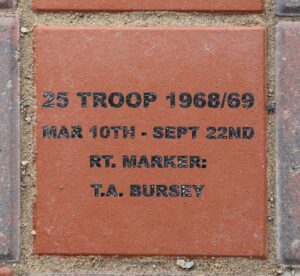 25 TROOP 1968/69
MAR 10TH - SEPT 22ND
RT. MARKER:
T.A. BURSEY